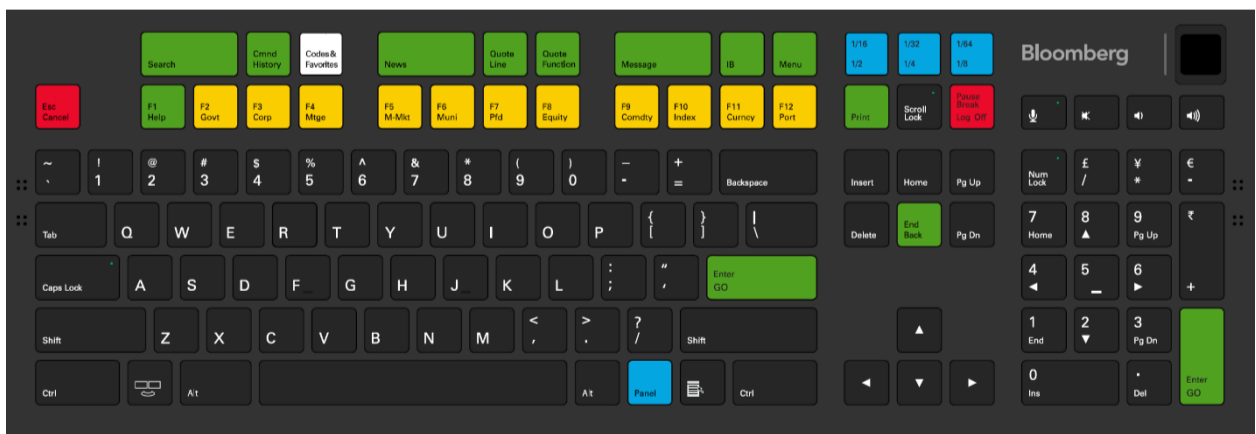 Search
Cmnd
History
Codes &
Favorites
News
Quote
Line
Quote
Function
Message
IB
Menu
1/16
1/2
1/32
1/4
1/64
1/8
Bloomberg
Esc
Cancel
F1
Help
F2
Govt
F3
Corp
F4
Mtge
F5
M-Mkt
F6
Muni
F7
Pfd
F8
Equity
F9
Comdty
F10
Index
F11
Curncy
F12
Port
Print
Scroll
Lock
Pause
Break
Log Off
~
`
!
1
@
2
#
3
$
4
%
5
^
6
&
7
*
8
(
9
)
0
–
-
+
=
Backspace
Insert
Home
Pg Up
Num
Lock
£
/
¥
*
€
-
Tab
Q
W
E
R
T
Y
U
I
O
P
{
[
}
]
|
\
Delete
End
Back
Pg Dn
7
Home
8
▲
9
Pg Up
₹
+
Caps Lock
A
S
D
F
G
H
J
K
L
:
;
"
'
Enter
GO
4
◄
5
6
►
Shift
Z
X
C
V
B
N
M
<
,
>
.
?
/
Shift
▲
1
End
2
▼
3
Pg Dn
Enter
GO
Ctrl
Alt
Alt
Panel
Ctrl
◄
▼
►
0
Ins
.
Del